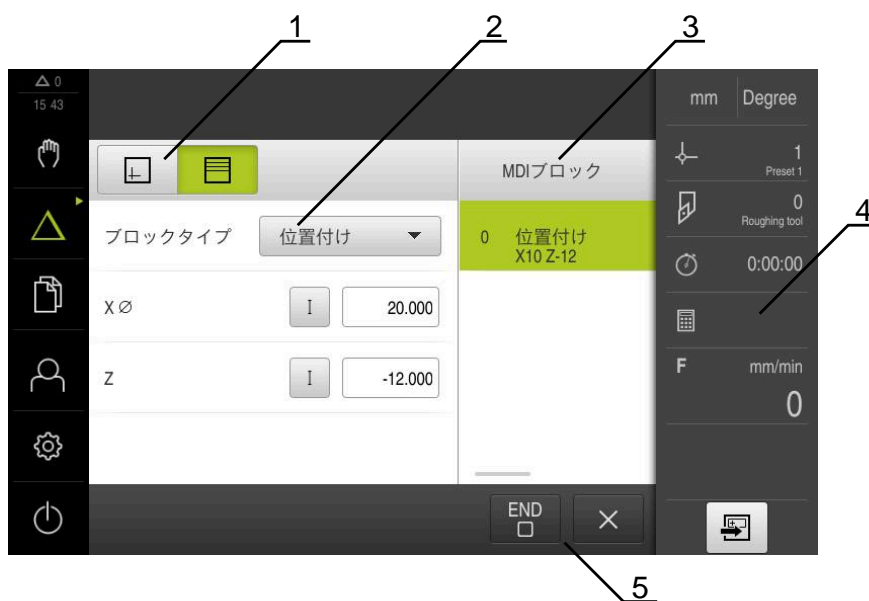 1
2
3
0
15 43
mm
Degree
1
Preset 1
MDIブロック
0
Roughing tool
4
ブロックタイプ
位置付け
0 位置付け
X10 Z-12
0:00:00
X Ø
I
20.000
Z
I
-12.000
F
mm/min
0
END
5